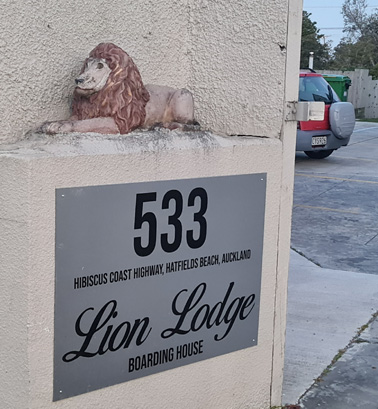 533
HIBISCUS COAST HIGHWAY, HATFIELDS BEACH, AUCKLAND
Lion Lodge
BOARDING HOUSE